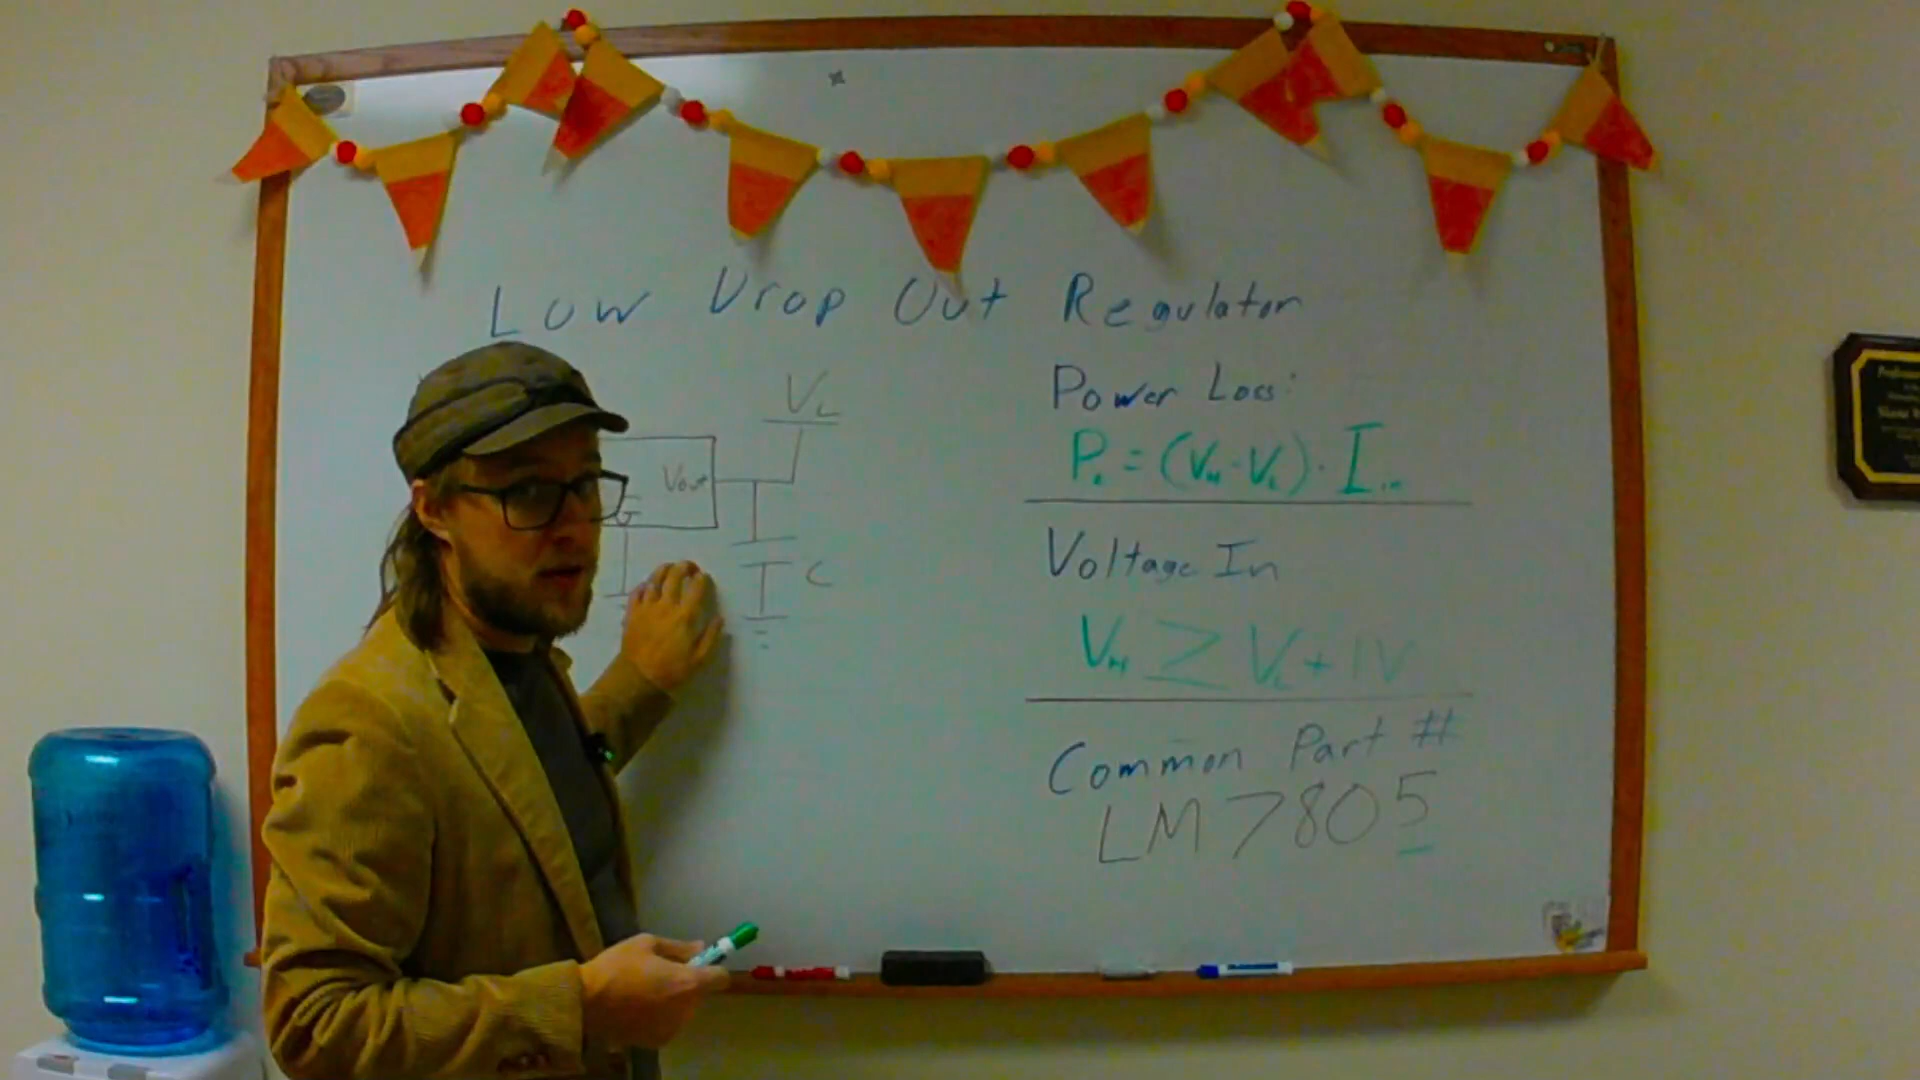 Low Drop Out Regulator
VL
Vout
G
C
Power Loss:
P. = (VIN - VL) · Iin
Voltage In
VIN ≥ VL + 1V
Common Part #
LM7805